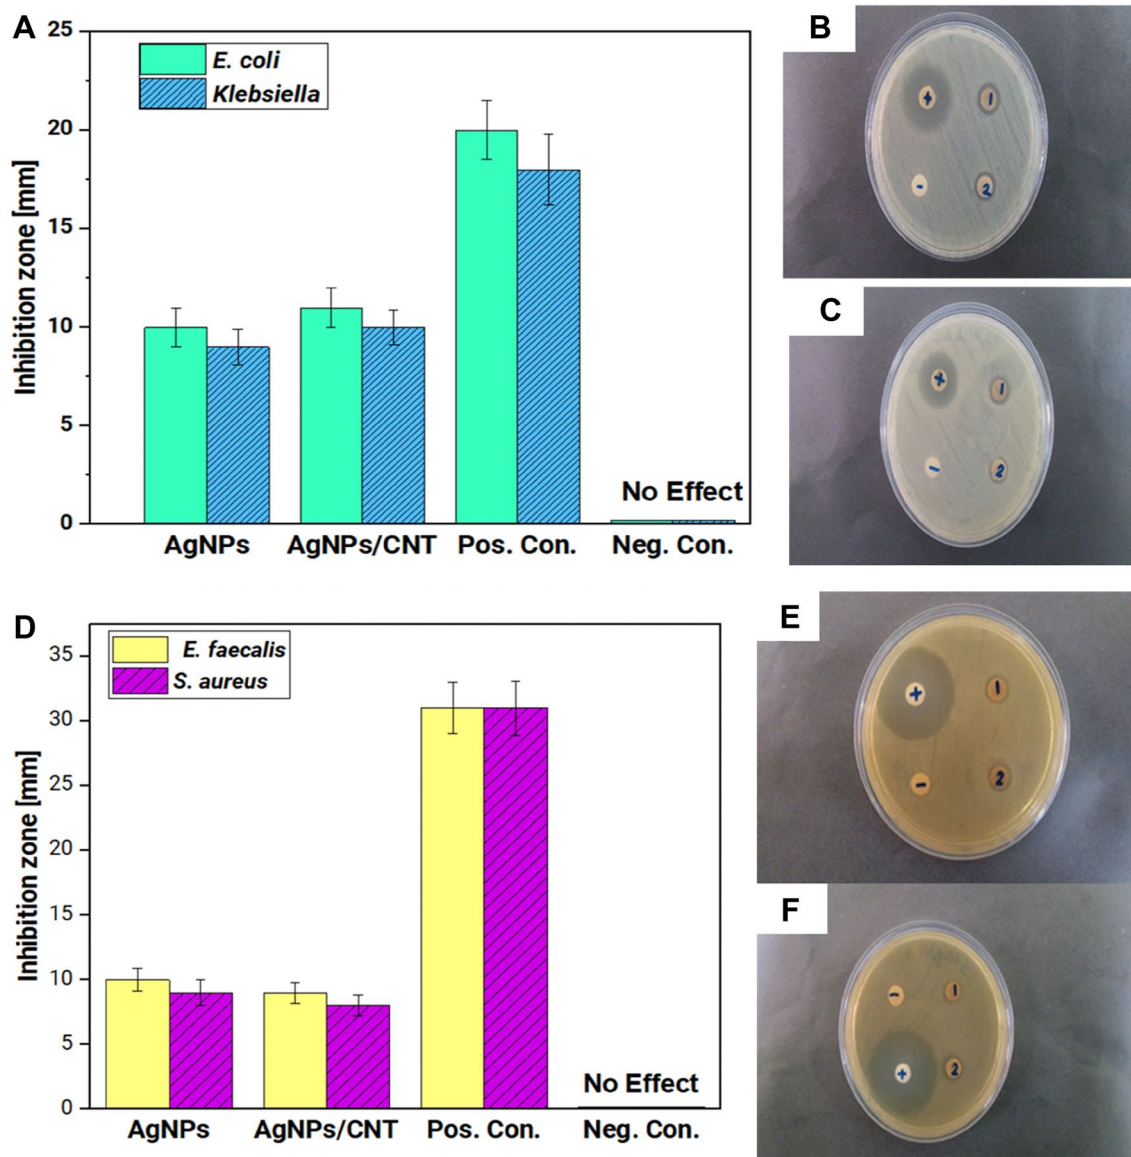 A
25
20
15
10
5
0
Inhibition zone [mm]
E. coli
Klebsiella
No Effect
AgNPs
AgNPs/CNT
Pos. Con.
Neg. Con.
B
+
1
-
2
C
+
1
-
2
D
35
30
25
20
15
10
5
0
Inhibition zone [mm]
E. faecalis
S. aureus
No Effect
AgNPs
AgNPs/CNT
Pos. Con.
Neg. Con.
E
+
1
-
2
F
-
1
+
2